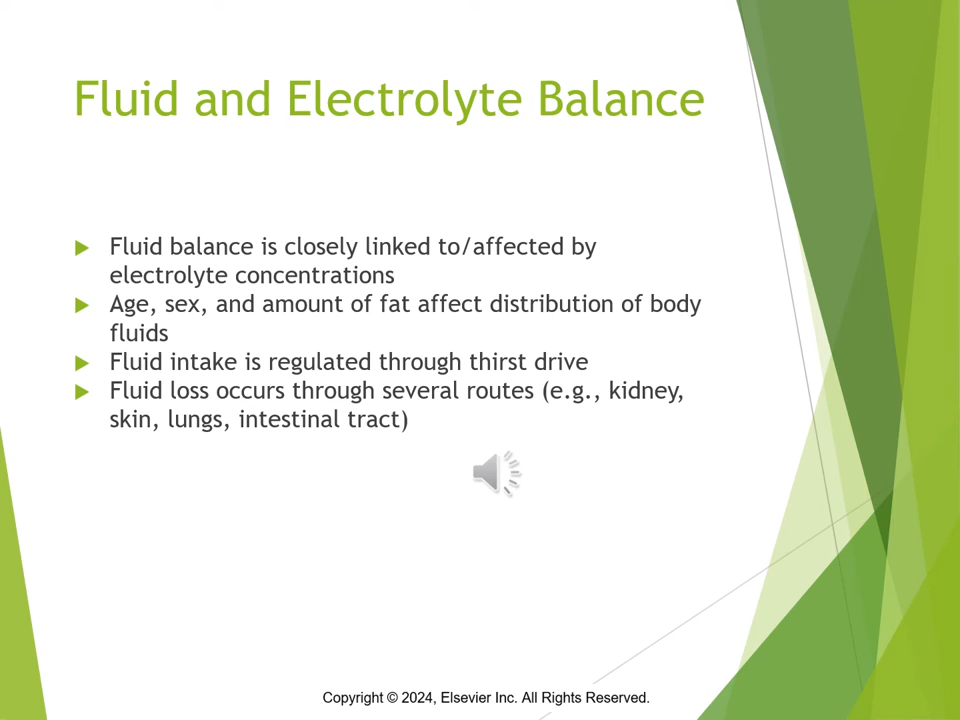 Fluid and Electrolyte Balance
Fluid balance is closely linked to/affected by
electrolyte concentrations
Age, sex, and amount of fat affect distribution of body
fluids
Fluid intake is regulated through thirst drive
Fluid loss occurs through several routes (e.g., kidney,
skin, lungs, intestinal tract)
Copyright © 2024, Elsevier Inc. All Rights Reserved.